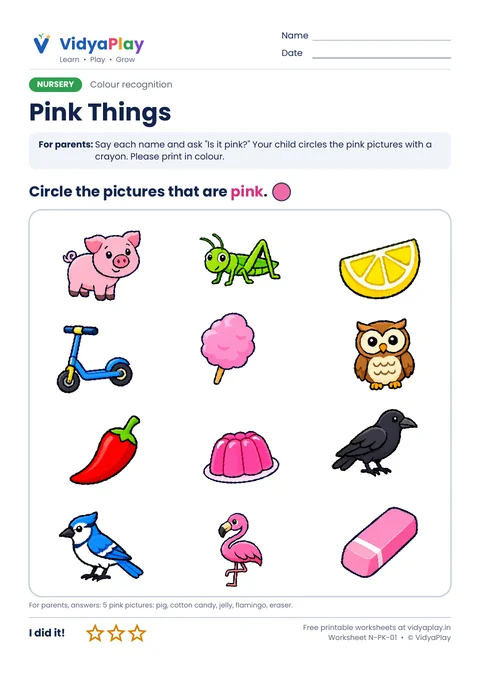 VidyaPlay
Learn • Play • Grow
Name
Date
NURSERY Colour recognition
Pink Things
For parents: Say each name and ask "Is it pink?" Your child circles the pink pictures with a
crayon. Please print in colour.
Circle the pictures that are pink.
For parents, answers: 5 pink pictures: pig, cotton candy, jelly, flamingo, eraser.
I did it!
Free printable worksheets at vidyaplay.in
Worksheet N-PK-01 • © VidyaPlay